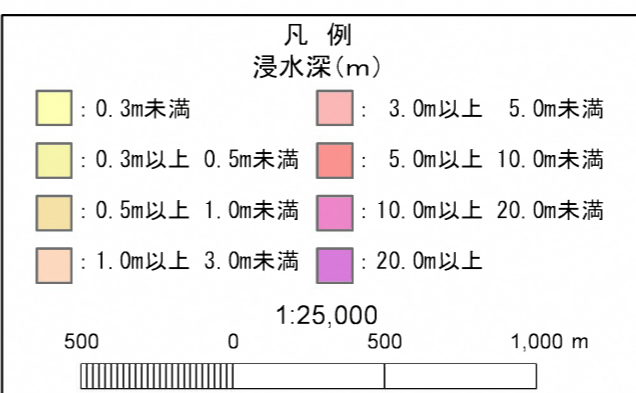 凡 例
浸水深(m)
: 0.3m未満
: 0.3m以上 0.5m未満
: 0.5m以上 1.0m未満
: 1.0m以上 3.0m未満
: 3.0m以上 5.0m未満
: 5.0m以上 10.0m未満
: 10.0m以上 20.0m未満
: 20.0m以上
1:25,000
500 0 500 1,000 m